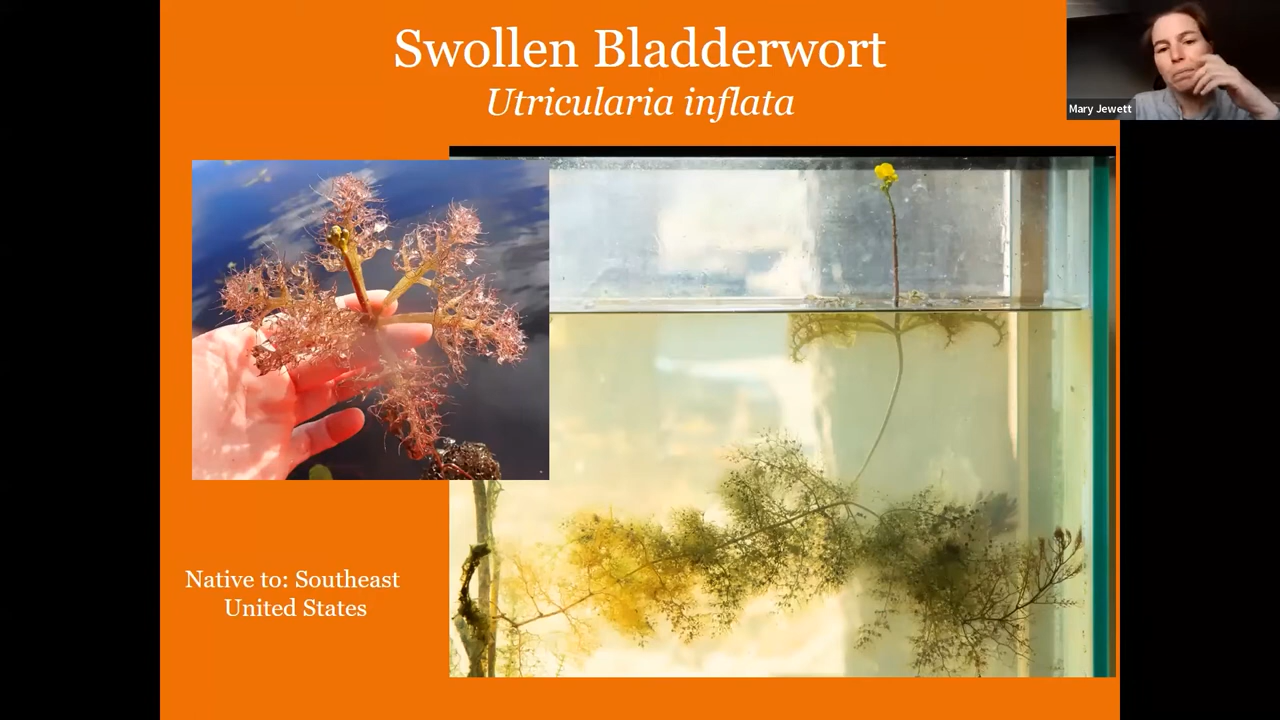 Swollen Bladderwort
Utricularia inflata
Mary Jewett
Native to: Southeast
United States